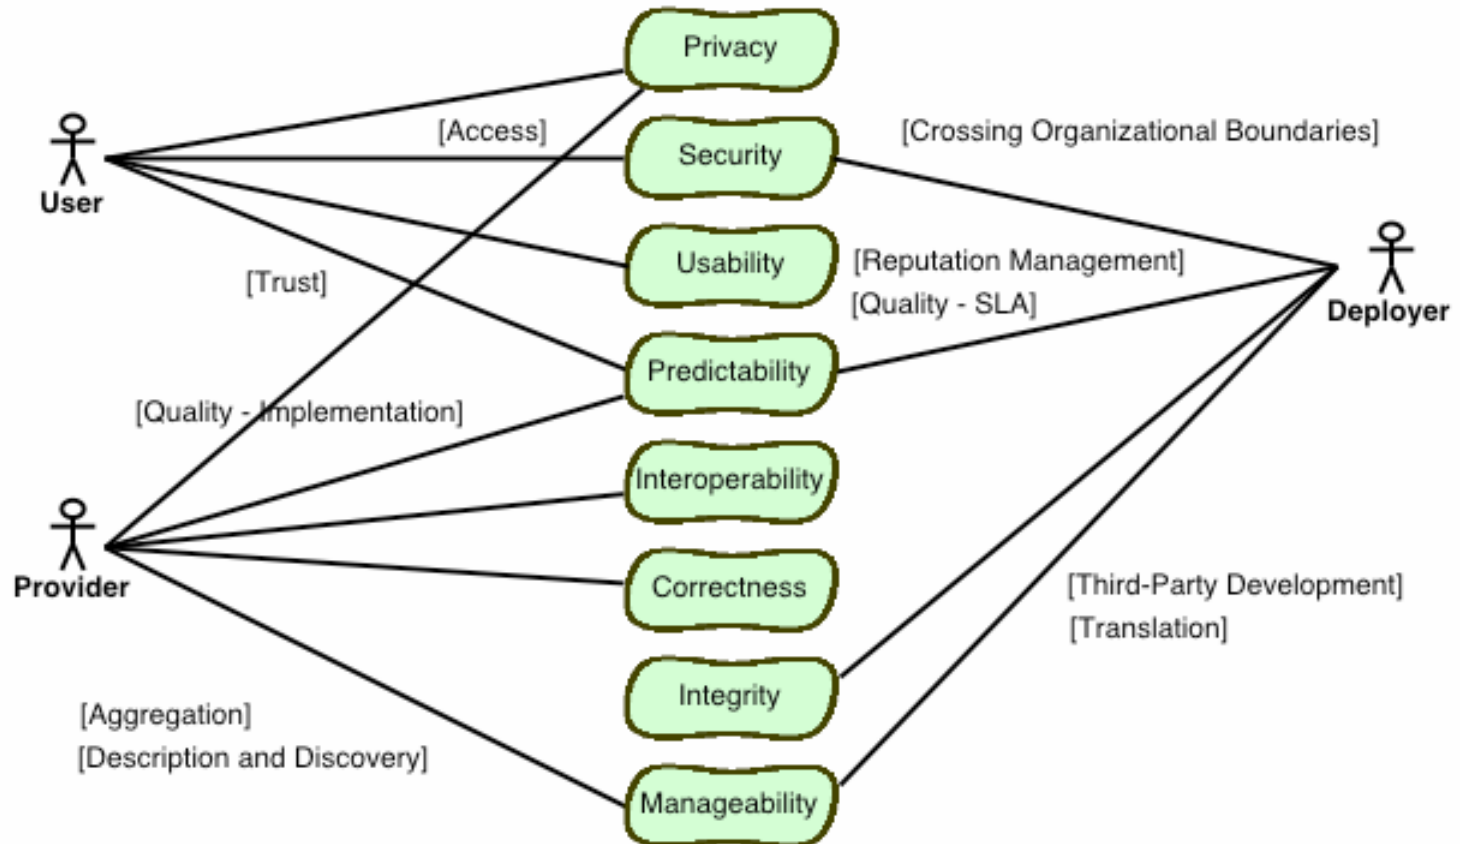 Privacy
[Access]
[Crossing Organizational Boundaries]
Security
User
Usability
[Reputation Management]
[Trust]
[Quality - SLA]
Deployer
Predictability
[Quality - Implementation]
Interoperability
Provider
Correctness
[Third-Party Development]
[Translation]
Integrity
[Aggregation]
[Description and Discovery]
Manageability